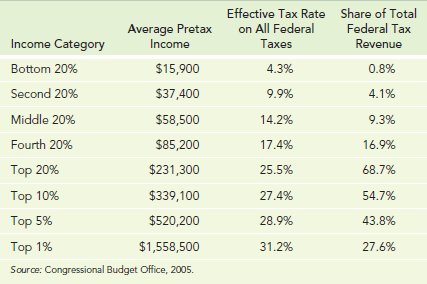 Income Category Average Pretax Income Effective Tax Rate on All Federal Taxes Share of Total Federal Tax Revenue
Bottom 20% $15,900 4.3% 0.8%
Second 20% $37,400 9.9% 4.1%
Middle 20% $58,500 14.2% 9.3%
Fourth 20% $85,200 17.4% 16.9%
Top 20% $231,300 25.5% 68.7%
Top 10% $339,100 27.4% 54.7%
Top 5% $520,200 28.9% 43.8%
Top 1% $1,558,500 31.2% 27.6%
Source: Congressional Budget Office, 2005.